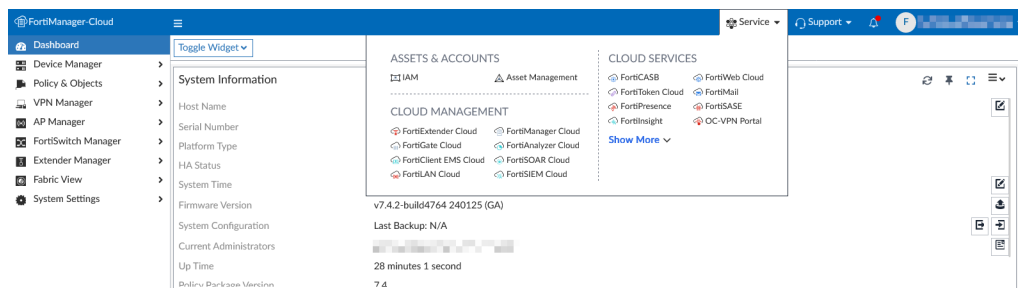 FortiManager-Cloud
Service
Support
F
Dashboard
Device Manager
Policy & Objects
VPN Manager
AP Manager
FortiSwitch Manager
Extender Manager
Fabric View
System Settings
Toggle Widget
System Information
Host Name
Serial Number
Platform Type
HA Status
System Time
Firmware Version
v7.4.2-build4764 240125 (GA)
System Configuration
Last Backup: N/A
Current Administrators
Up Time
28 minutes 1 second
Policy Package Version
7.4
ASSETS & ACCOUNTS
IAM
Asset Management
CLOUD MANAGEMENT
FortiExtender Cloud
FortiManager Cloud
FortiGate Cloud
FortiAnalyzer Cloud
FortiClient EMS Cloud
FortiSOAR Cloud
FortiLAN Cloud
FortiSIEM Cloud
CLOUD SERVICES
FortiCASB
FortiWeb Cloud
FortiToken Cloud
FortiMail
FortiPresence
FortiSASE
FortiInsight
OC-VPN Portal
Show More